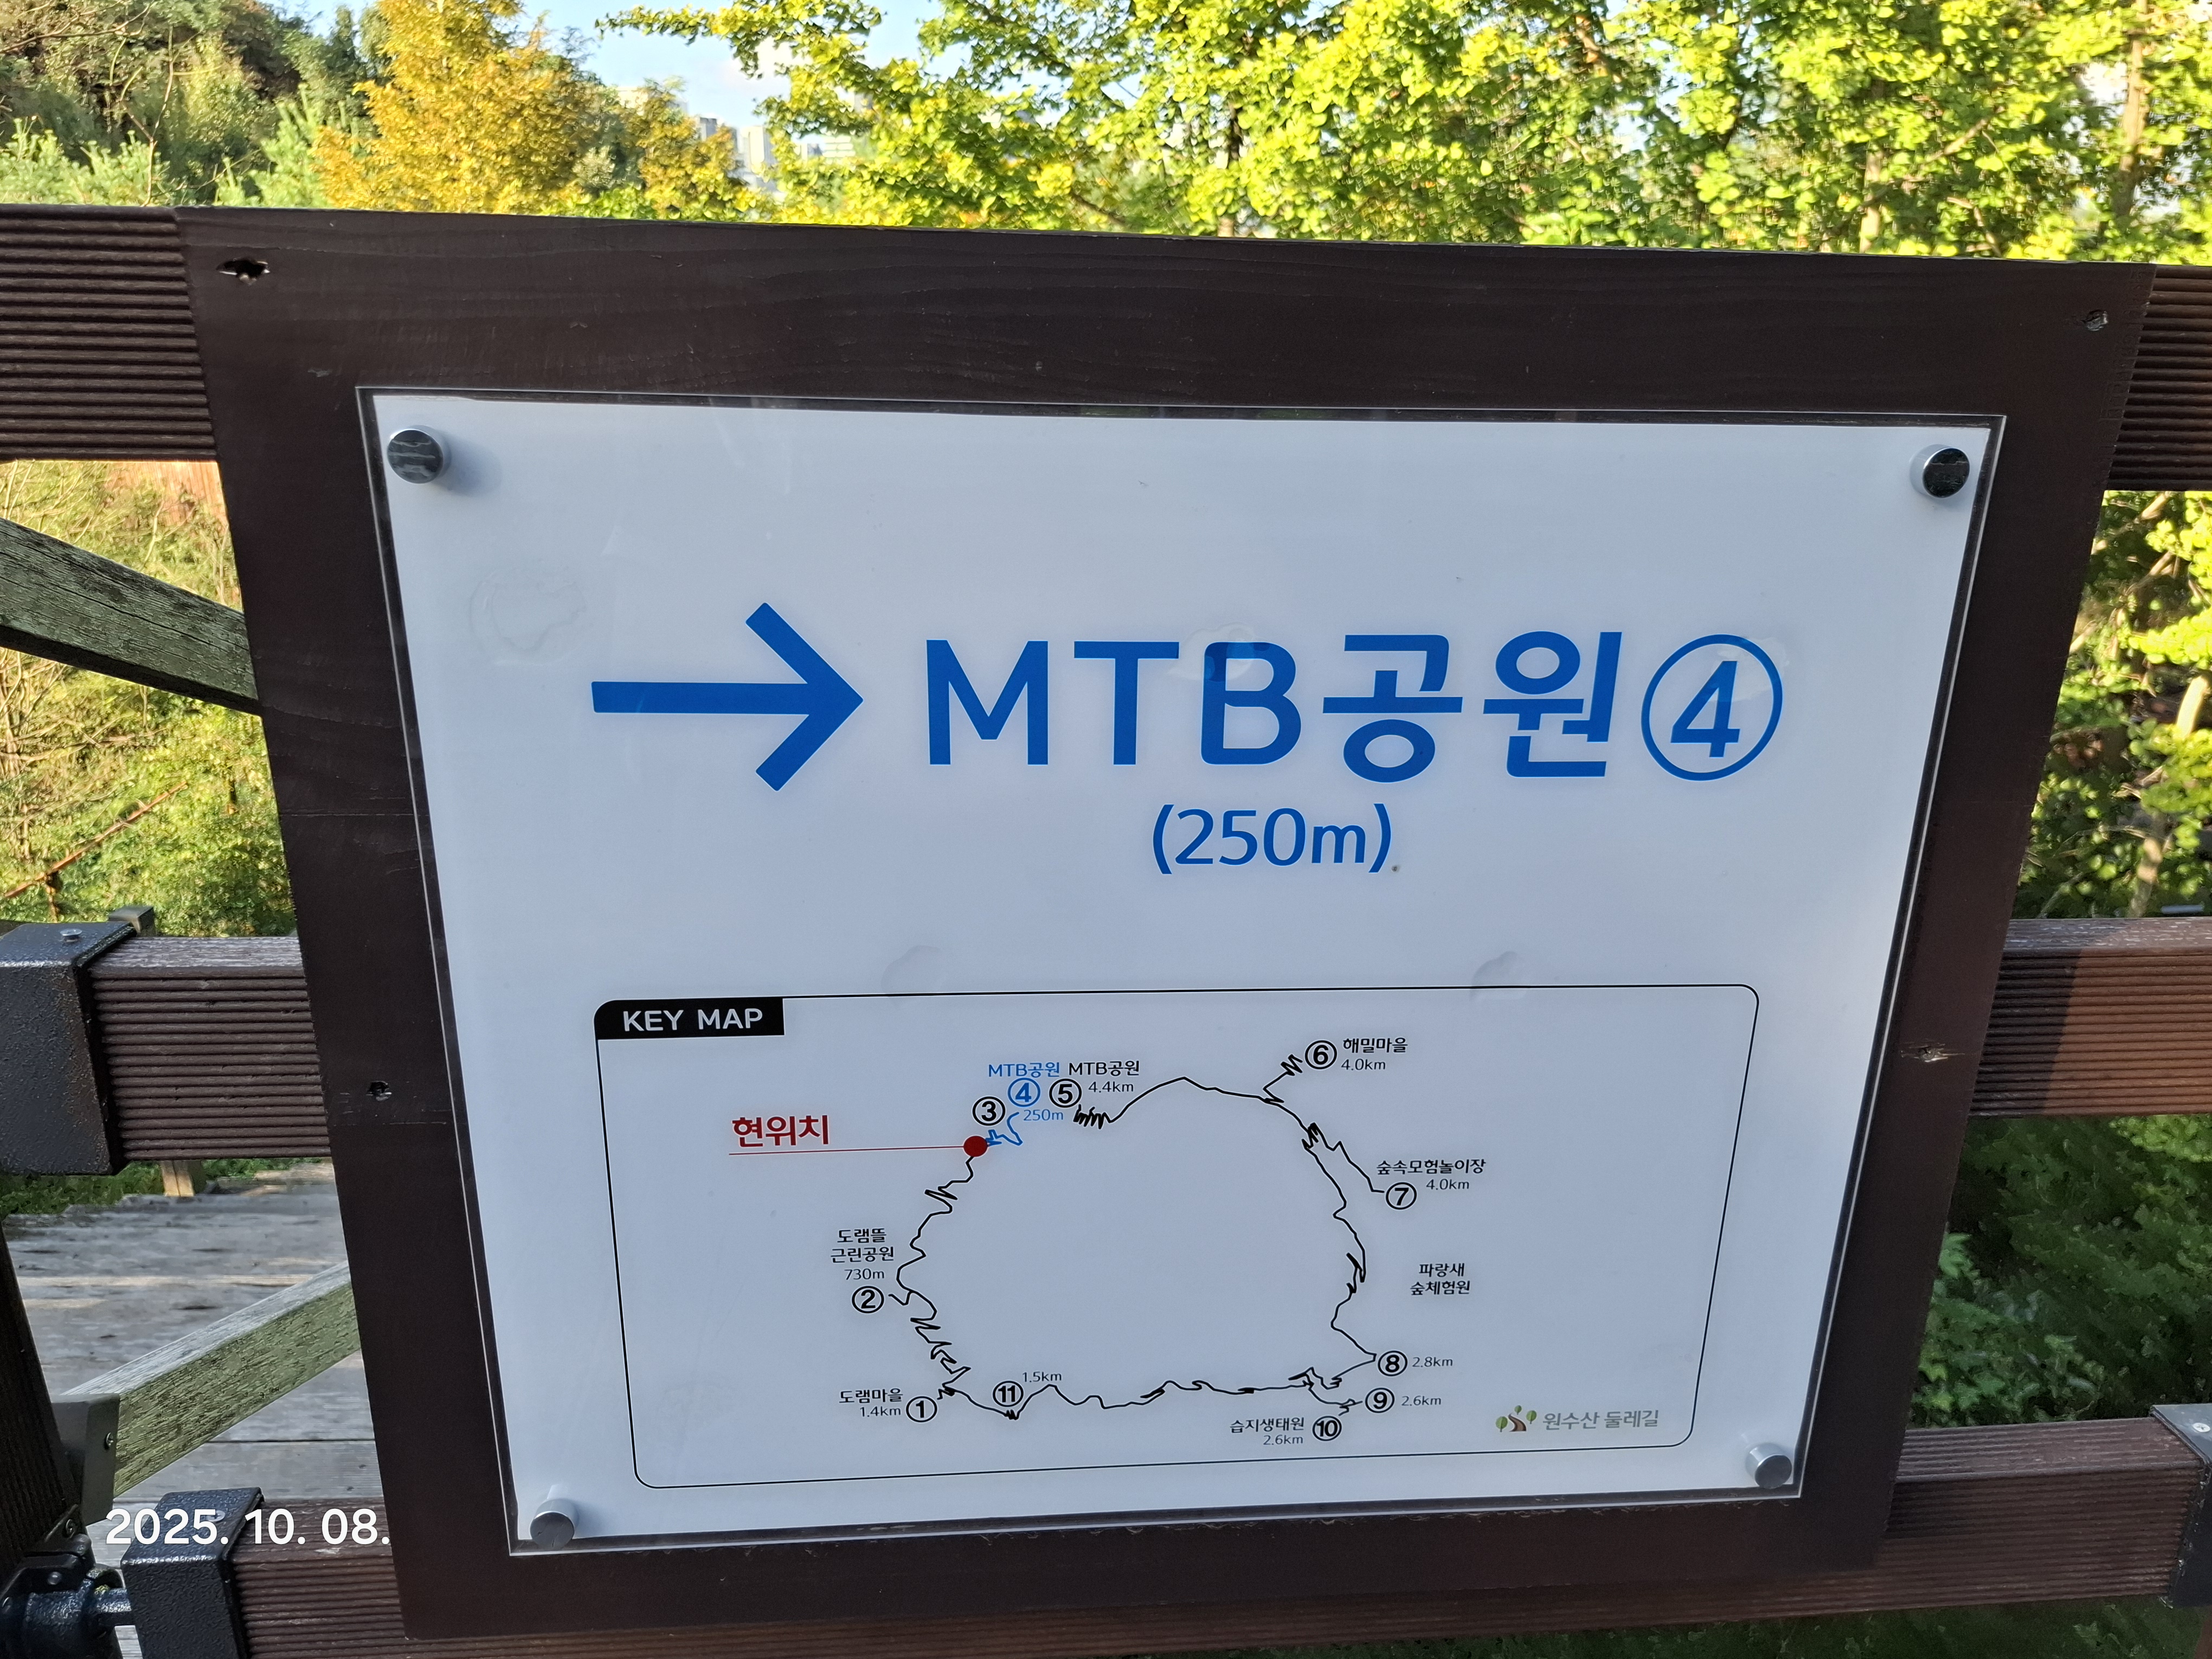 → MTB공원④
(250m)
KEY MAP
현위치
③
MTB공원
④
250m
MTB공원
⑤ 4.4km
⑥ 해밀마을
4.0km
숲속모험놀이장
4.0km
⑦
파랑새
숲체험원
도램뜰
근린공원
730m
②
도램마을
1.4km ①
⑪ 1.5km
⑧ 2.8km
⑨ 2.6km
습지생태원
2.6km ⑩
원수산 둘레길
2025. 10. 08.